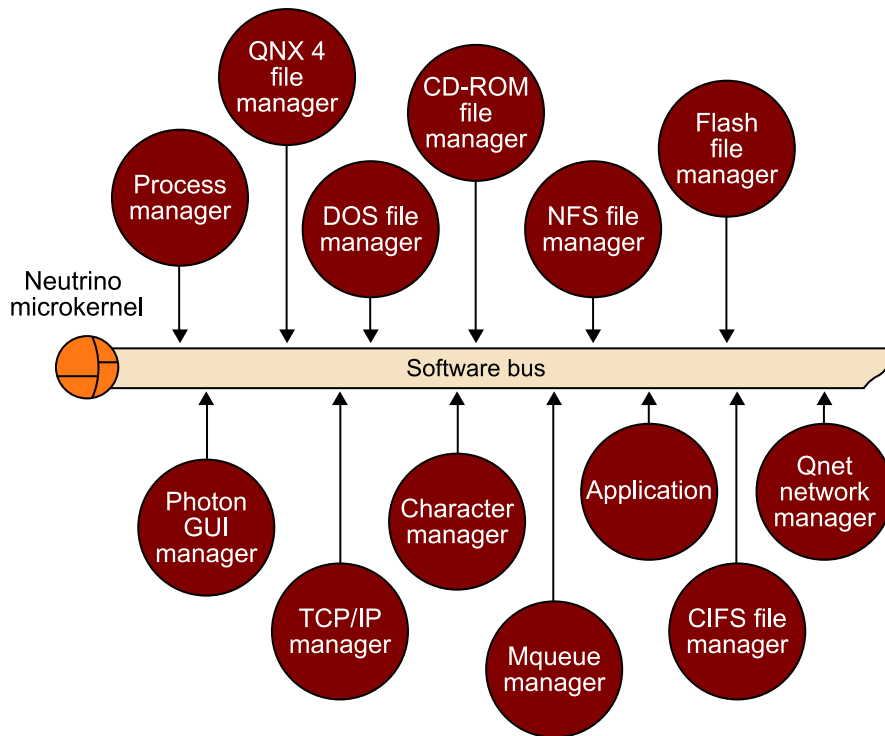 QNX 4
file
manager
CD-ROM
file
manager
Flash
file
manager
Process
manager
DOS file
manager
NFS file
manager
Neutrino
microkernel
Software bus
Photon
GUI
manager
Character
manager
Application
Qnet
network
manager
TCP/IP
manager
Mqueue
manager
CIFS file
manager